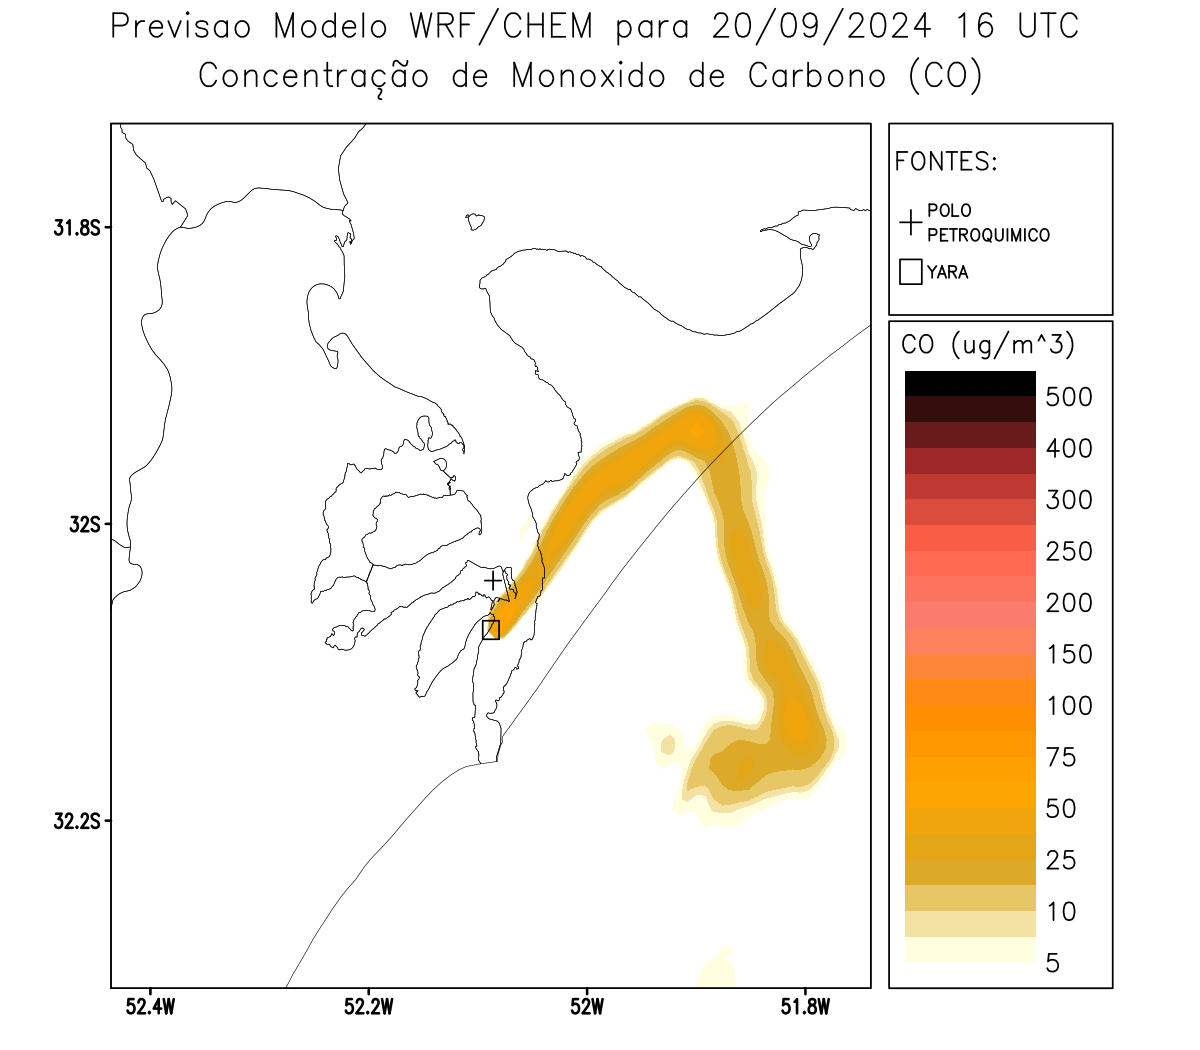 Previsao Modelo WRF/CHEM para 20/09/2024 16 UTC
Concentração de Monoxido de Carbono (CO)
FONTES:
POLO
PETROQUIMICO
YARA
CO (ug/m^3)
500
400
300
250
200
150
100
75
50
25
10
5
31.8S
32S
32.2S
52.4W
52.2W
52W
51.8W